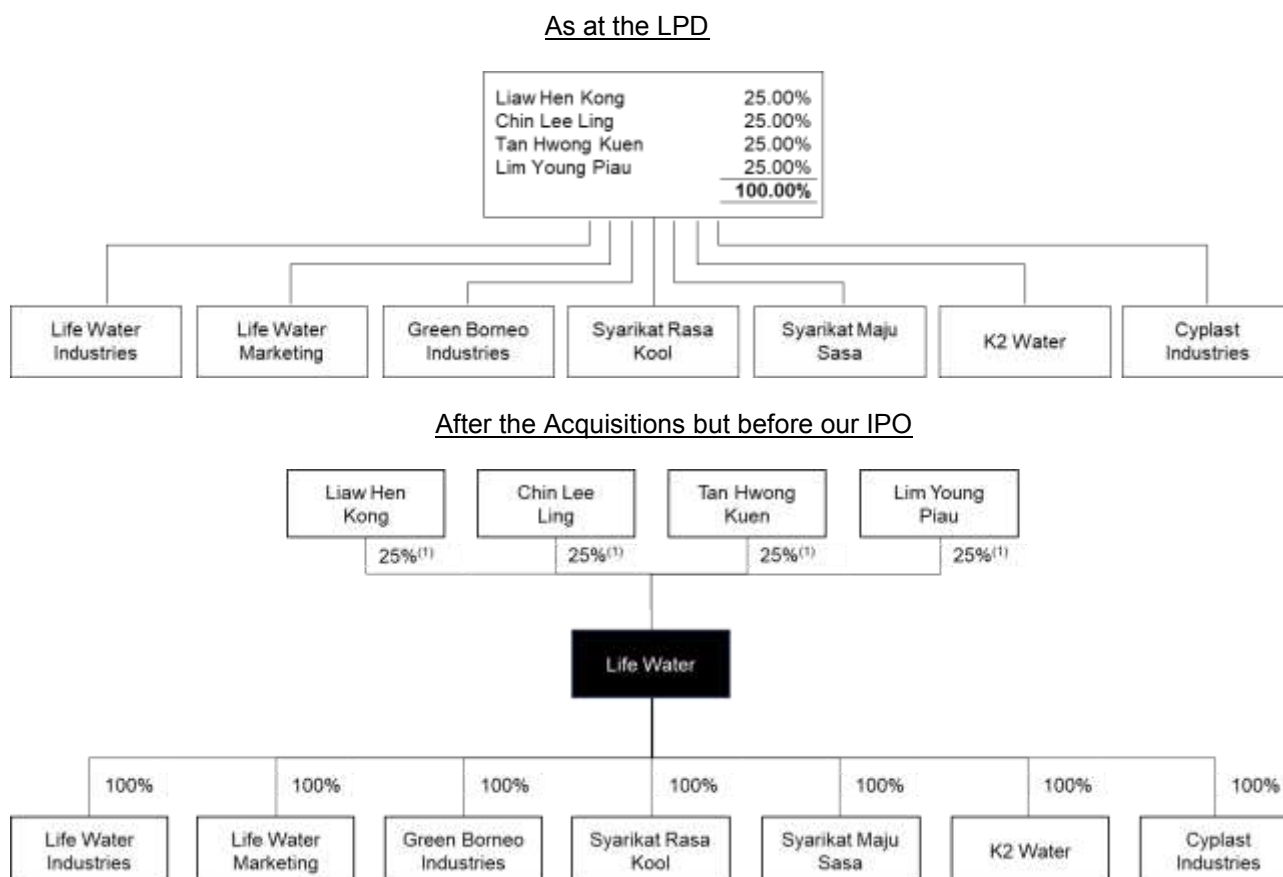 As at the LPD
Liaw Hen Kong 25.00%
Chin Lee Ling 25.00%
Tan Hwong Kuen 25.00%
Lim Young Piau 25.00%
100.00%
Life Water
Industries
Life Water
Marketing
Green Borneo
Industries
Syarikat Rasa
Kool
Syarikat Maju
Sasa
K2 Water
Cyplast
Industries
After the Acquisitions but before our IPO
Liaw Hen
Kong
Chin Lee
Ling
Tan Hwong
Kuen
Lim Young
Piau
25%(1) 25%(1) 25%(1) 25%(1)
Life Water
100% 100% 100% 100% 100% 100% 100%
Life Water
Industries
Life Water
Marketing
Green Borneo
Industries
Syarikat Rasa
Kool
Syarikat Maju
Sasa
K2 Water
Cyplast
Industries